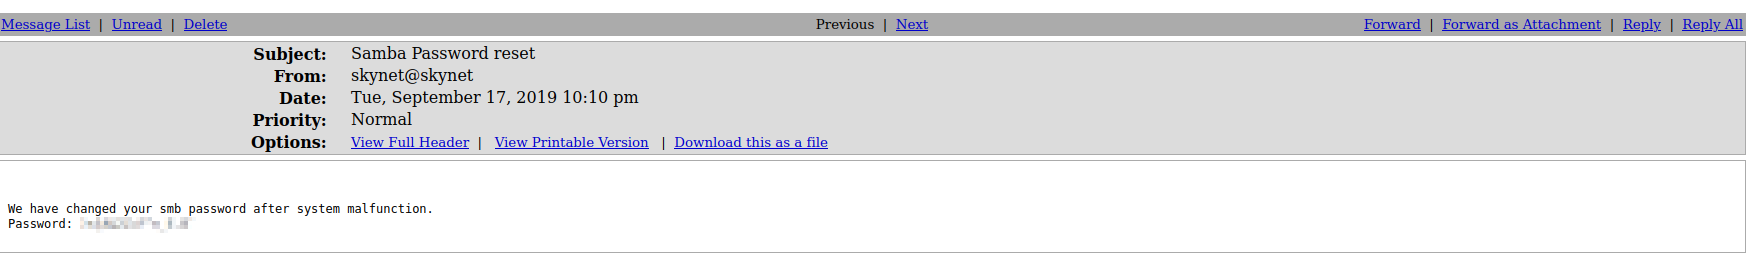 Message List | Unread | Delete Previous | Next Forward | Forward as Attachment | Reply | Reply All
Subject: Samba Password reset
From: skynet@skynet
Date: Tue, September 17, 2019 10:10 pm
Priority: Normal
Options: View Full Header | View Printable Version | Download this as a file
We have changed your smb password after system malfunction.
Password: